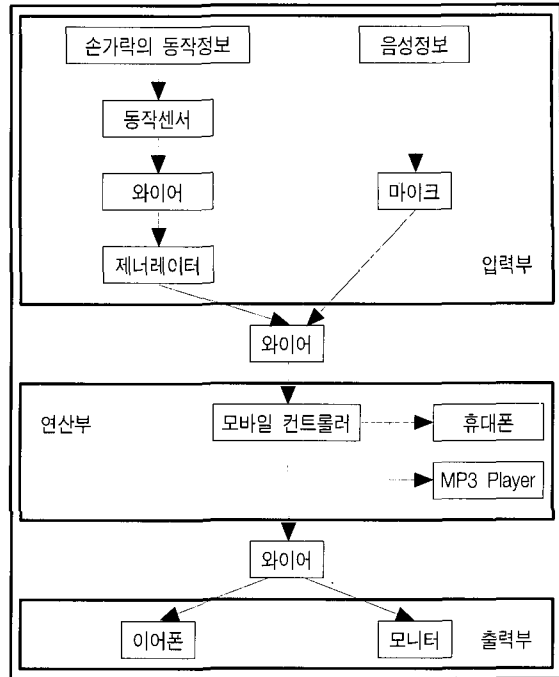 손가락의 동작정보
음성정보
동작센서
와이어
마이크
제너레이터
입력부
와이어
연산부
모바일 컨트롤러
휴대폰
MP3 Player
와이어
이어폰
모니터
출력부